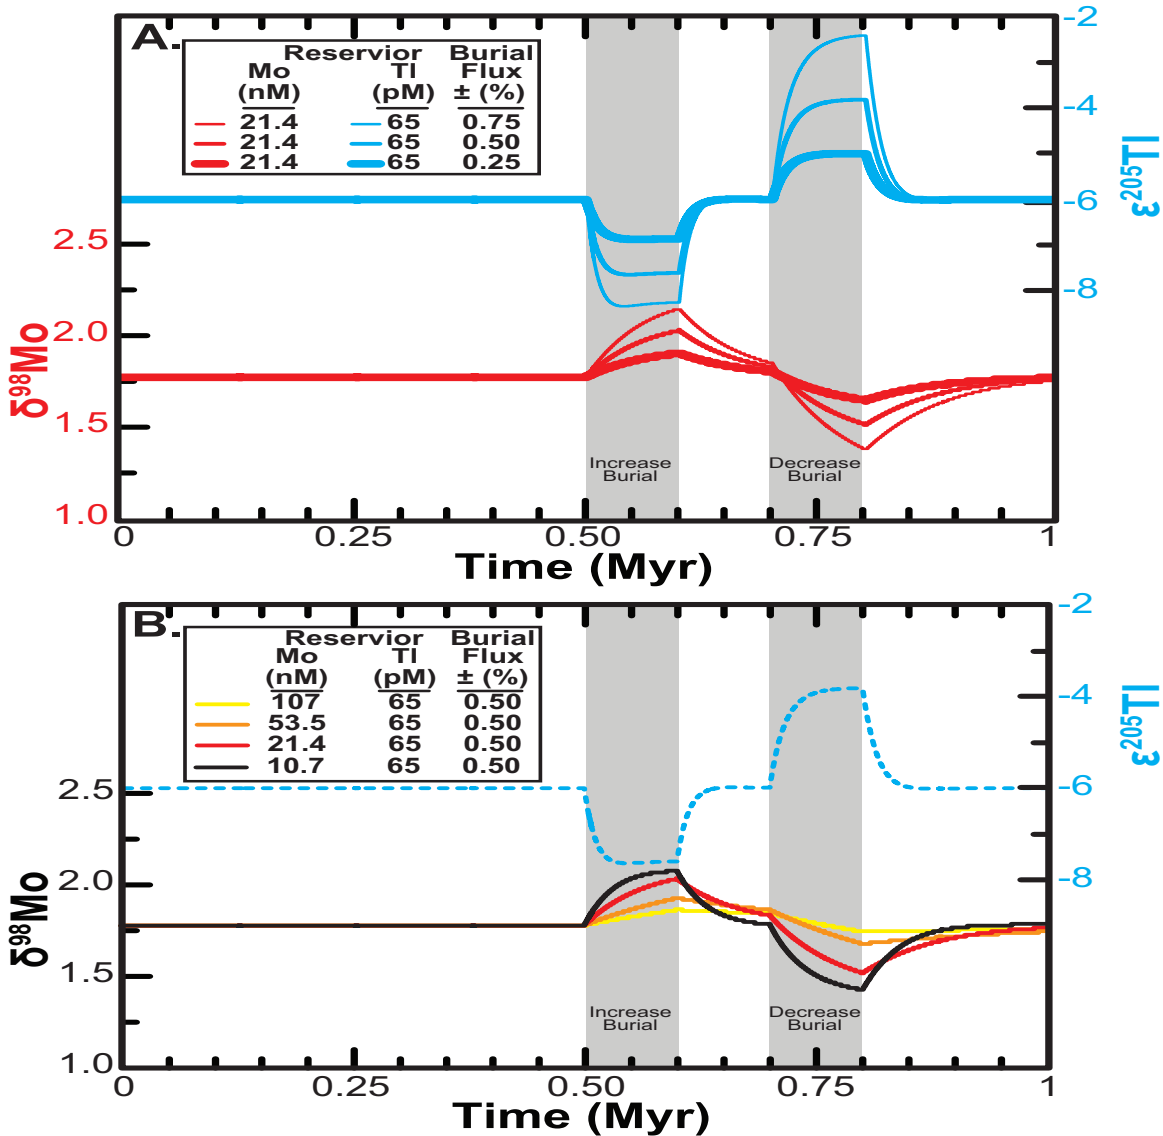 A.
Reservior Burial
Mo Tl Flux
(nM) (pM) ± (%)
21.4 65 0.75
21.4 65 0.50
21.4 65 0.25
-2
-4
-6
-8
ε205Tl
2.5
2.0
1.5
1.0
δ98Mo
Increase
Burial
Decrease
Burial
0 0.25 0.50 0.75 1
Time (Myr)
B.
Reservior Burial
Mo Tl Flux
(nM) (pM) ± (%)
107 65 0.50
53.5 65 0.50
21.4 65 0.50
10.7 65 0.50
-2
-4
-6
-8
ε205Tl
2.5
2.0
1.5
1.0
δ98Mo
Increase
Burial
Decrease
Burial
0 0.25 0.50 0.75 1
Time (Myr)